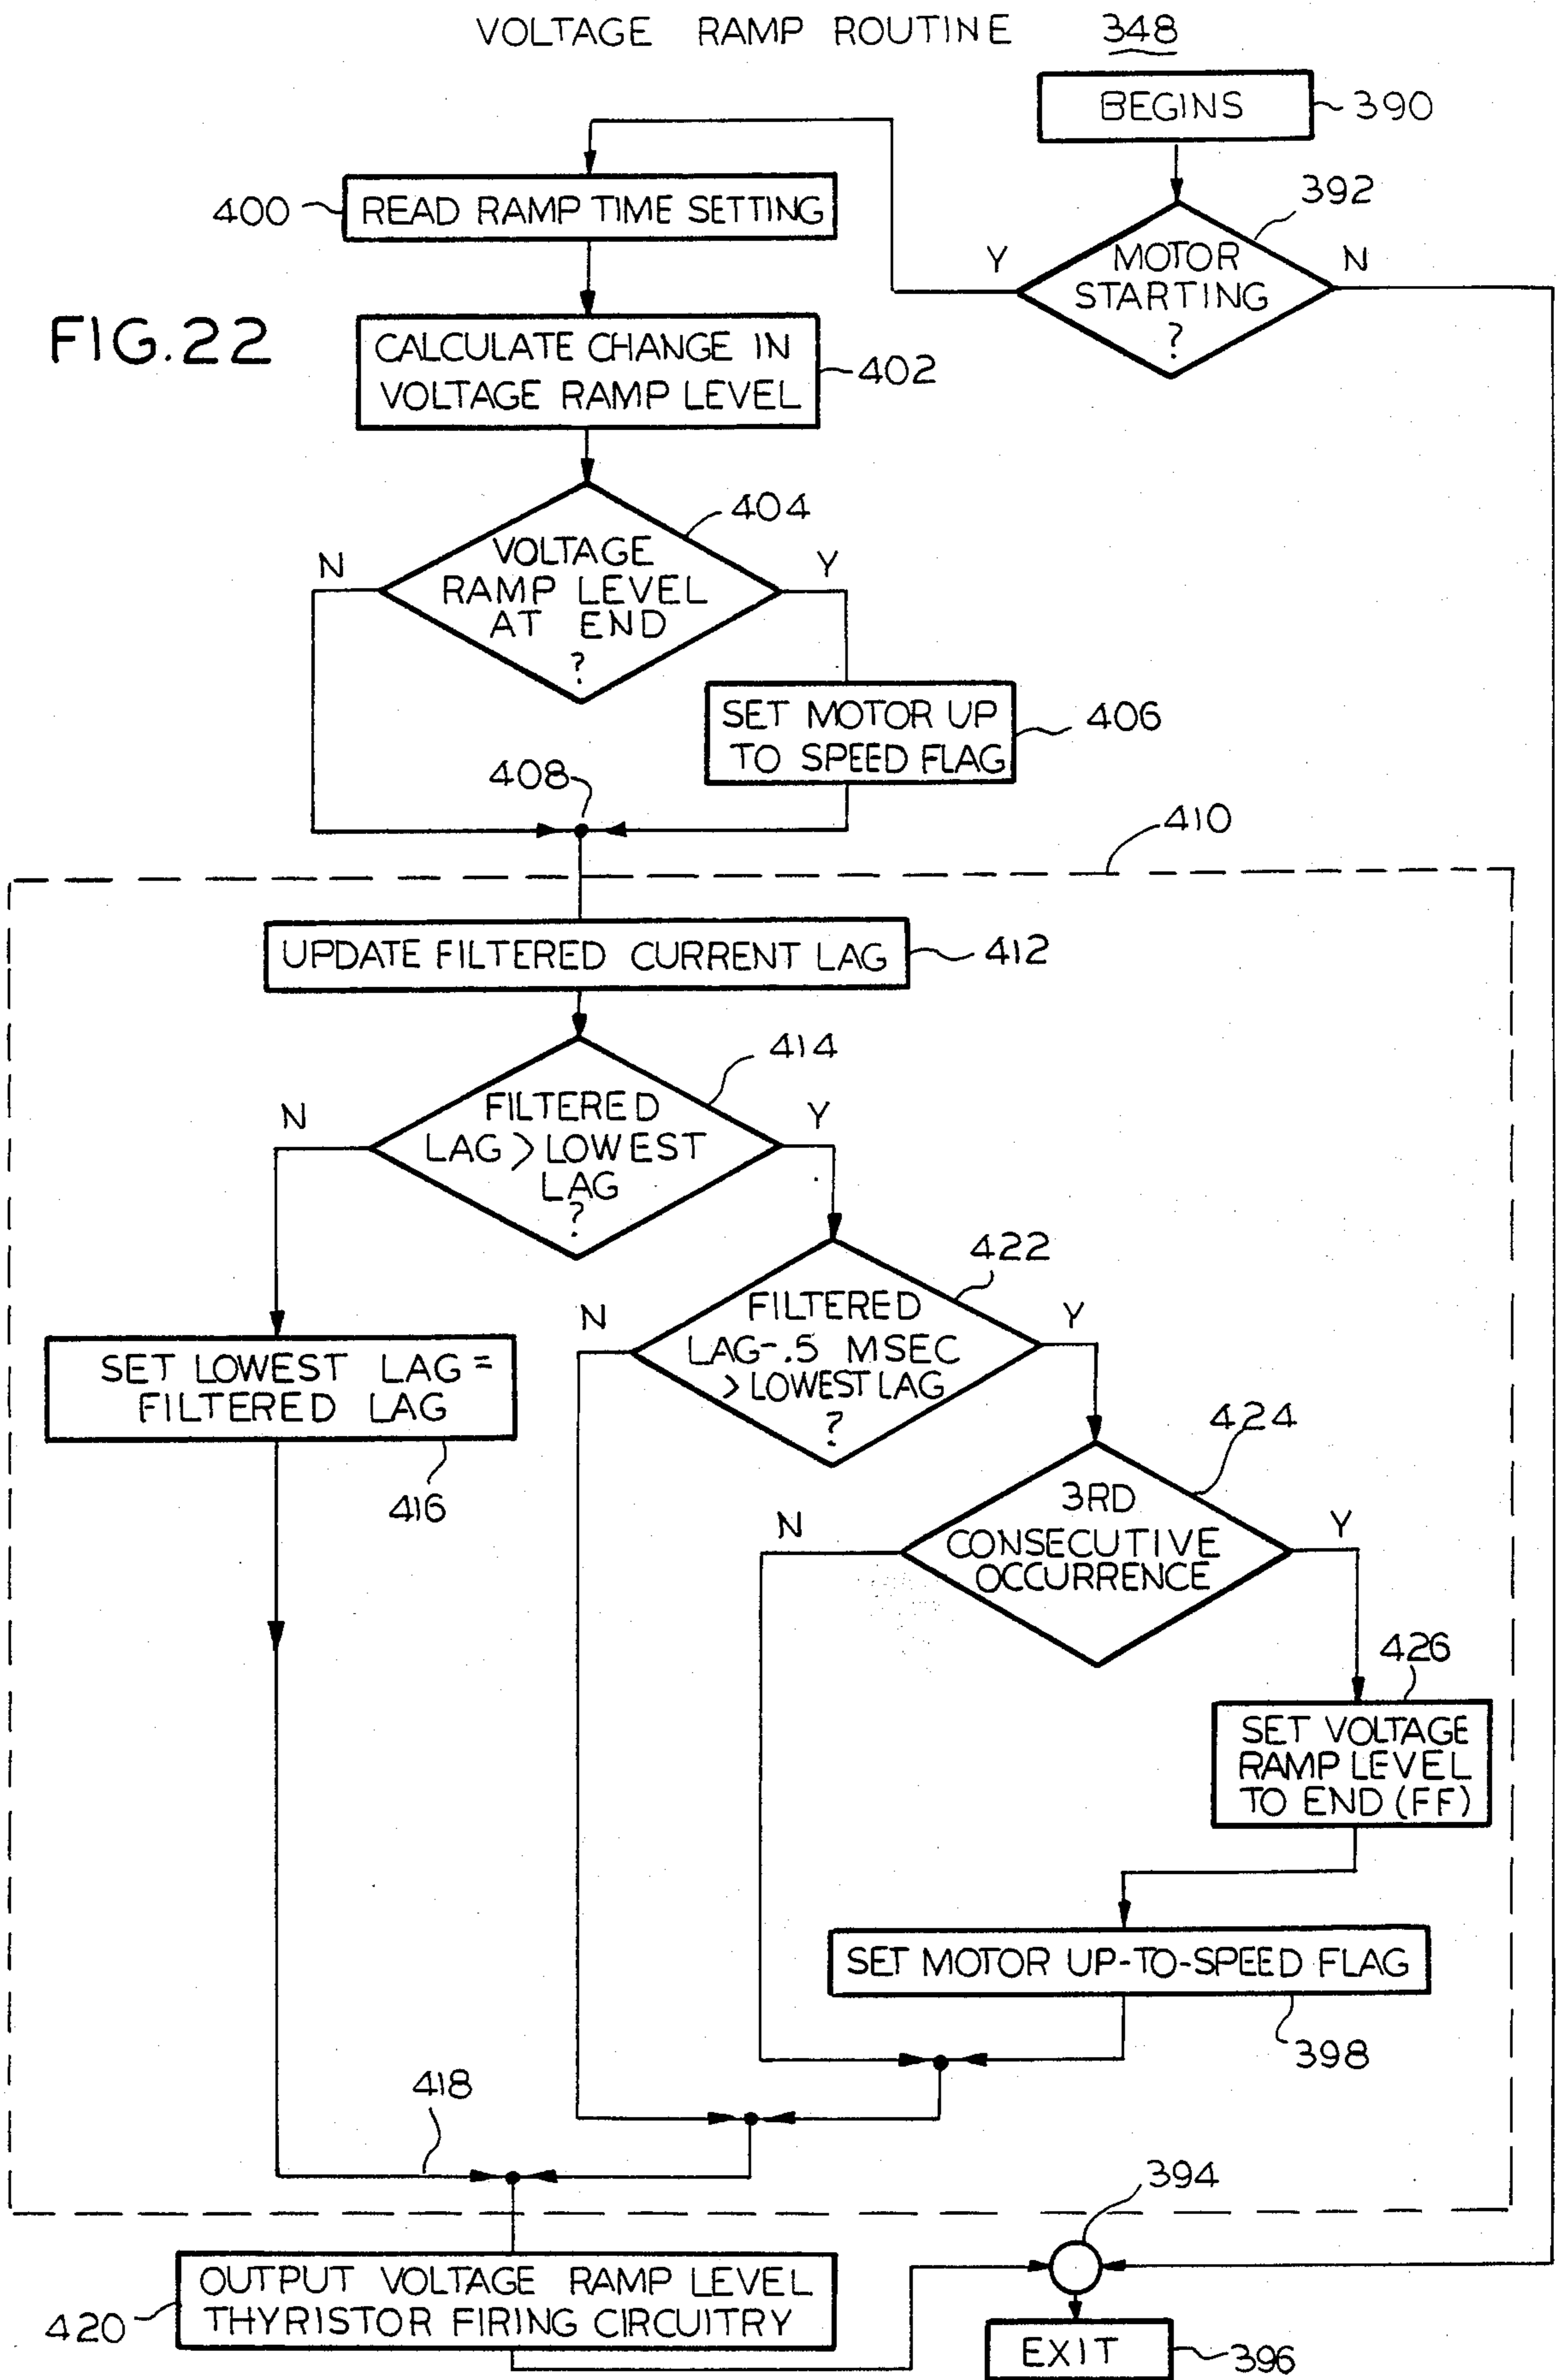 VOLTAGE RAMP ROUTINE 348
BEGINS
390
392
MOTOR
STARTING
?
Y
N
400
READ RAMP TIME SETTING
FIG.22
CALCULATE CHANGE IN
VOLTAGE RAMP LEVEL
402
404
VOLTAGE
RAMP LEVEL
AT END
?
N
Y
SET MOTOR UP
TO SPEED FLAG
406
408
410
UPDATE FILTERED CURRENT LAG
412
414
FILTERED
LAG > LOWEST
LAG
?
N
Y
422
FILTERED
LAG-.5 MSEC
> LOWEST LAG
?
N
Y
SET LOWEST LAG =
FILTERED LAG
416
424
3RD
CONSECUTIVE
OCCURRENCE
N
Y
426
SET VOLTAGE
RAMP LEVEL
TO END (FF)
SET MOTOR UP-TO-SPEED FLAG
398
418
394
OUTPUT VOLTAGE RAMP LEVEL
THYRISTOR FIRING CIRCUITRY
420
EXIT
396